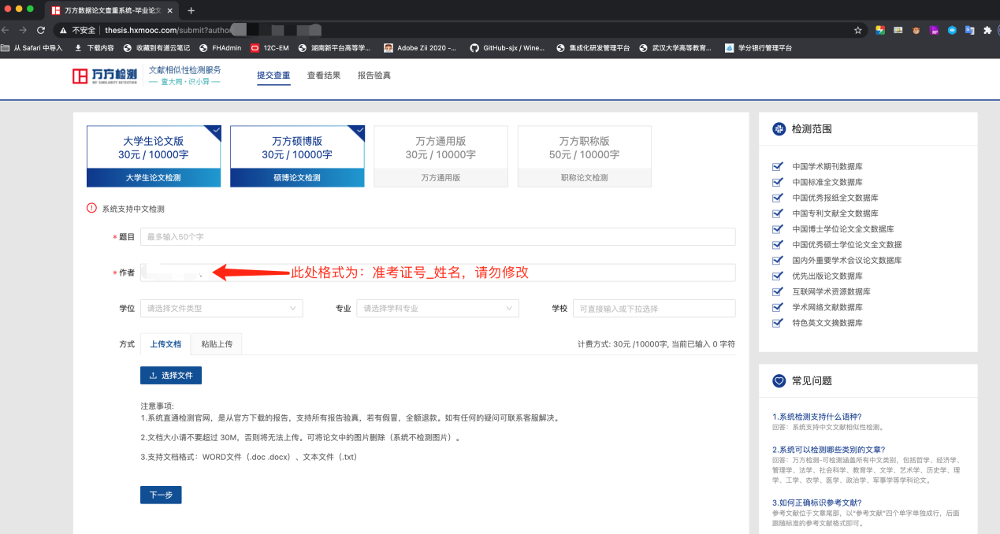 万方数据论文查重系统-毕业论文
不安全 thesis.hxmooc.com/submit?author
从 Safari 中导入 下载内容 收藏到有道云笔记 FHAdmin 12C-EM 湖南新平台高等学... Adobe Zii 2020 -... GitHub-sjx / Wine... 集成化研发管理平台 武汉大学高等教育... 学分银行管理平台
万方检测
WF SIMILARITY DETECTION
文献相似性检测服务
查大同·识小异
提交查重 查看结果 报告验真
大学生论文版
30元 / 10000字
大学生论文检测
万方硕博版
30元 / 10000字
硕博论文检测
万方通用版
30元 / 10000字
万方通用版
万方职称版
50元 / 10000字
职称论文检测
系统支持中文检测
* 题目 最多输入50个字
* 作者
此处格式为：准考证号_姓名，请勿修改
学位 请选择文件类型 专业 请选择学科专业 学校 可直接输入或下拉选择
方式 上传文档 粘贴上传 计费方式: 30元 /10000字, 当前已输入 0 字符
选择文件
注意事项:
1.系统直通检测官网，是从官方下载的报告，支持所有报告验真，若有假冒，全额退款。如有任何的疑问可联系客服解决。
2.文档大小请不要超过 30M，否则将无法上传。可将论文中的图片删除（系统不检测图片）。
3.支持文档格式：WORD文件（.doc .docx）、文本文件（.txt）
下一步
检测范围
中国学术期刊数据库
中国标准全文数据库
中国优秀报纸全文数据库
中国专利文献全文数据库
中国博士学位论文全文数据库
中国优秀硕士学位论文全文数据
国内外重要学术会议论文数据库
优先出版论文数据库
互联网学术资源数据库
学术网络文献数据库
特色英文文摘数据库
常见问题
1.系统检测支持什么语种?
回答：系统支持中文文献相似性检测。
2.系统可以检测哪些类别的文章?
回答：万方检测-可检测涵盖所有中文类别，包括哲学、经济学、
管理学、法学、社会科学、教育学、文学、艺术学、历史学、理
学、工学、农学、医学、政治学、军事学等学科论文。
3.如何正确标识参考文献?
参考文献位于文章尾部，以“参考文献”四个单字单独成行，后面
跟随标准的参考文献格式即可。